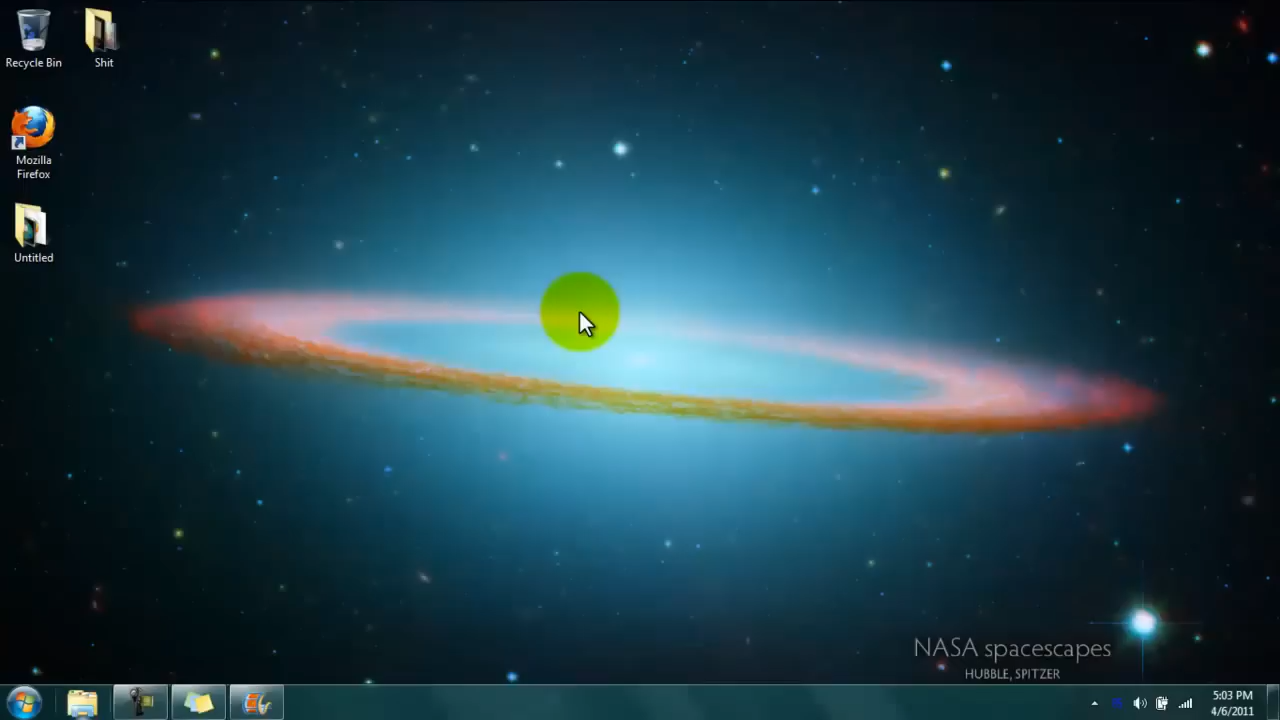 Recycle Bin
Shit
Mozilla
Firefox
Untitled
NASA spacescapes
HUBBLE, SPITZER
5:03 PM
4/6/2011